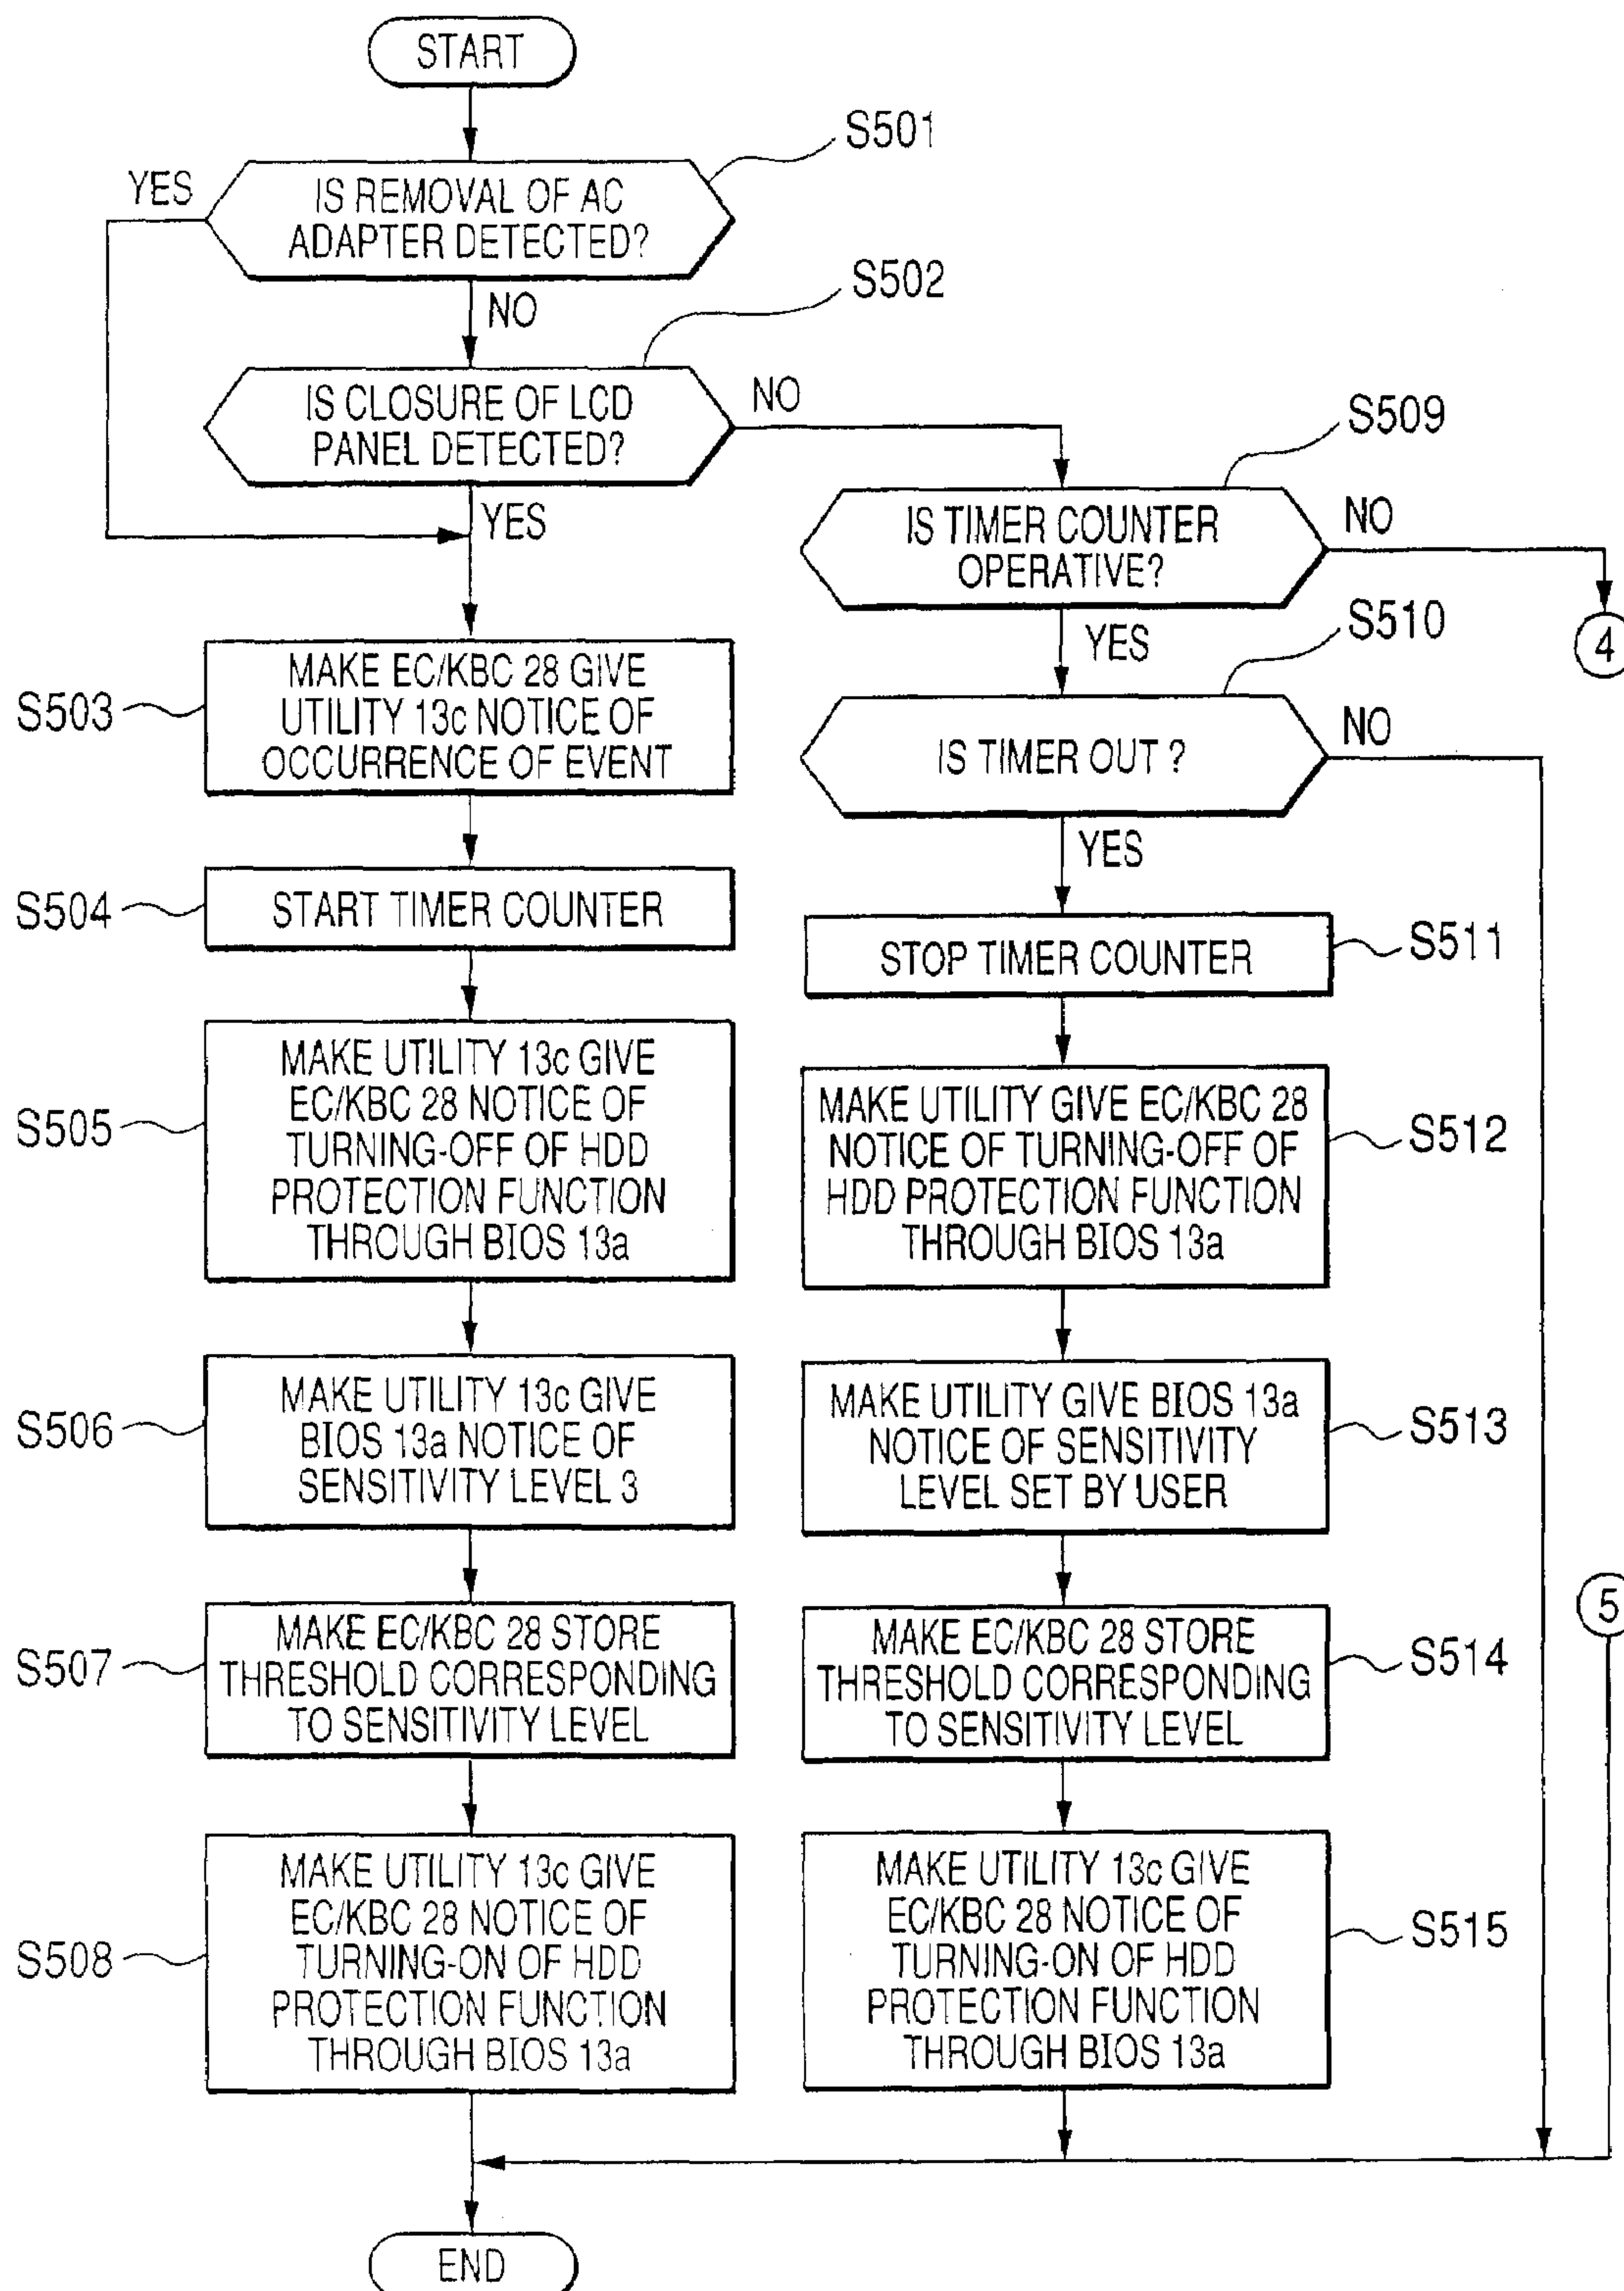 START
S501
YES
IS REMOVAL OF AC
ADAPTER DETECTED?
S502
NO
IS CLOSURE OF LCD
PANEL DETECTED?
NO
YES
S509
IS TIMER COUNTER
OPERATIVE?
NO
4
YES
S510
IS TIMER OUT ?
NO
YES
S503
MAKE EC/KBC 28 GIVE
UTILITY 13c NOTICE OF
OCCURRENCE OF EVENT
S504
START TIMER COUNTER
STOP TIMER COUNTER
S511
S505
MAKE UTILITY 13c GIVE
EC/KBC 28 NOTICE OF
TURNING-OFF OF HDD
PROTECTION FUNCTION
THROUGH BIOS 13a
MAKE UTILITY GIVE EC/KBC 28
NOTICE OF TURNING-OFF OF
HDD PROTECTION FUNCTION
THROUGH BIOS 13a
S512
S506
MAKE UTILITY 13c GIVE
BIOS 13a NOTICE OF
SENSITIVITY LEVEL 3
MAKE UTILITY GIVE BIOS 13a
NOTICE OF SENSITIVITY
LEVEL SET BY USER
S513
5
S507
MAKE EC/KBC 28 STORE
THRESHOLD CORRESPONDING
TO SENSITIVITY LEVEL
MAKE EC/KBC 28 STORE
THRESHOLD CORRESPONDING
TO SENSITIVITY LEVEL
S514
S508
MAKE UTILITY 13c GIVE
EC/KBC 28 NOTICE OF
TURNING-ON OF HDD
PROTECTION FUNCTION
THROUGH BIOS 13a
MAKE UTILITY 13c GIVE
EC/KBC 28 NOTICE OF
TURNING-ON OF HDD
PROTECTION FUNCTION
THROUGH BIOS 13a
S515
END